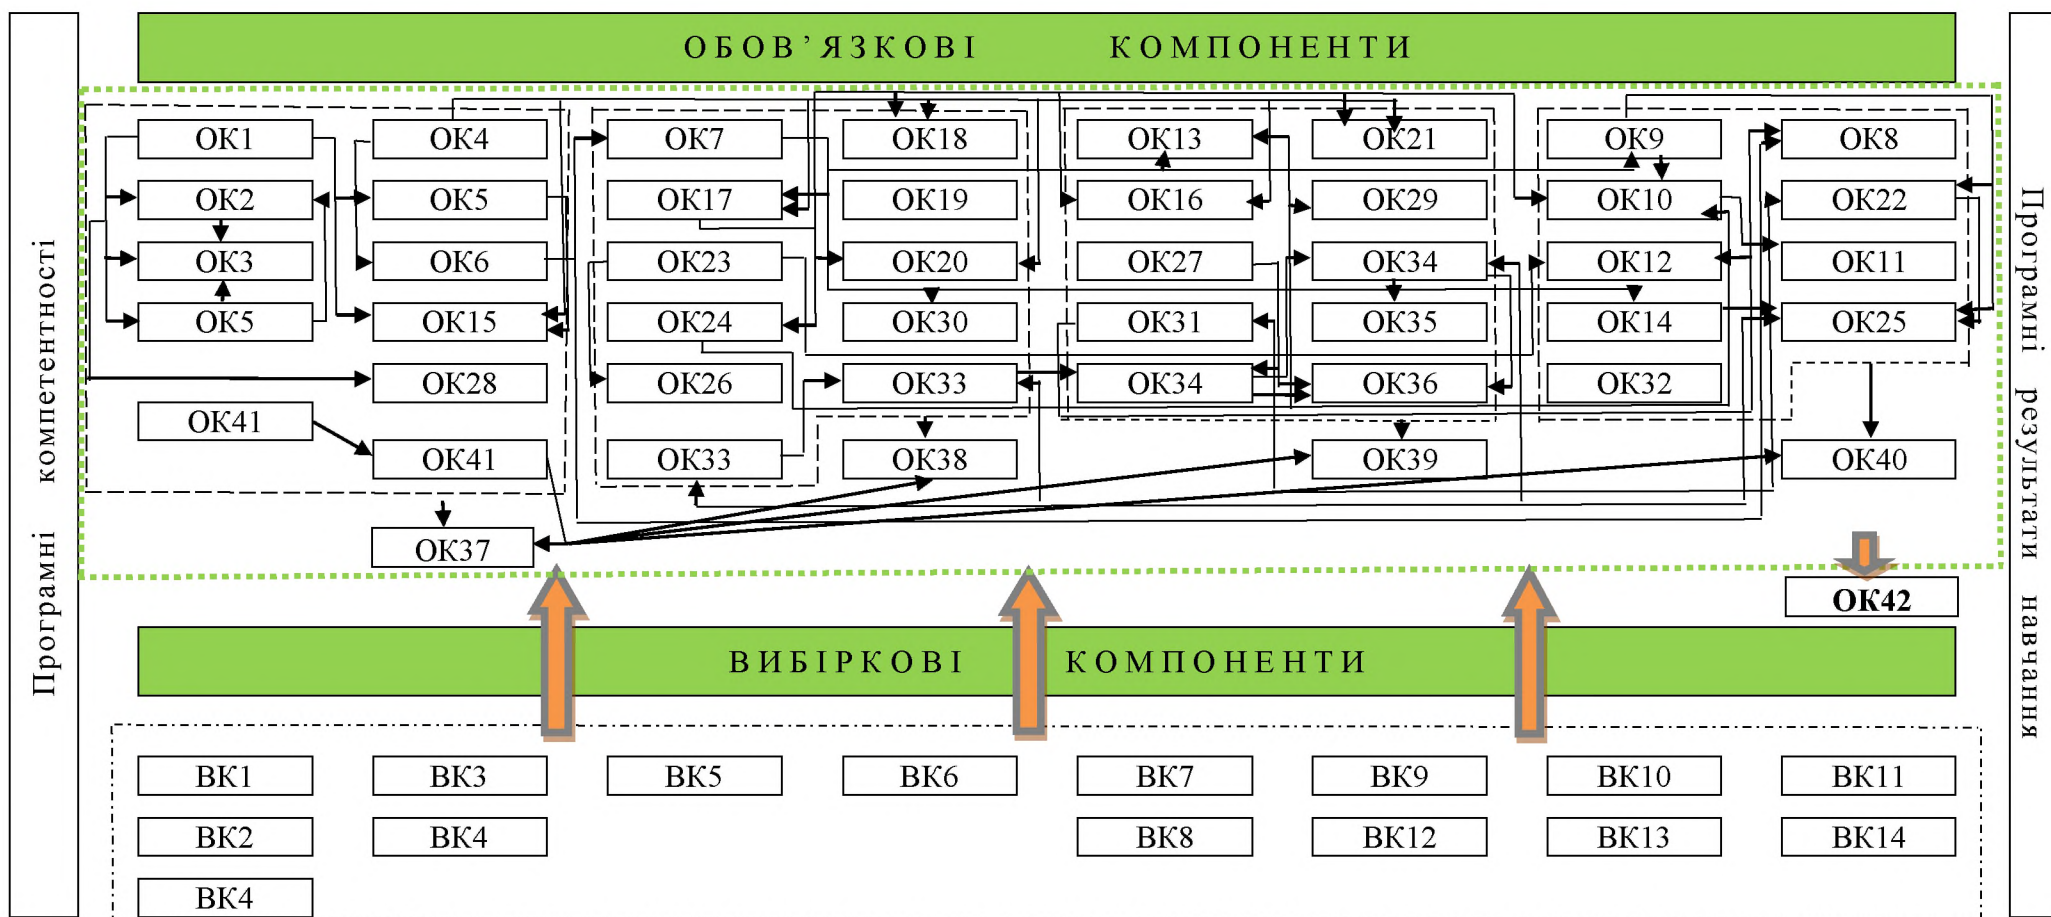 ОБОВ’ЯЗКОВІ КОМПОНЕНТИ
Програмні компетентності
Програмні результати навчання
ОК1 ОК4 ОК7 ОК18 ОК13 ОК21 ОК9 ОК8
ОК2 ОК5 ОК17 ОК19 ОК16 ОК29 ОК10 ОК22
ОК3 ОК6 ОК23 ОК20 ОК27 ОК34 ОК12 ОК11
ОК5 ОК15 ОК24 ОК30 ОК31 ОК35 ОК14 ОК25
ОК28 ОК26 ОК33 ОК34 ОК36 ОК32
ОК41
ОК41 ОК33 ОК38 ОК39 ОК40
ОК37
ОК42
ВИБІРКОВІ КОМПОНЕНТИ
ВК1 ВК3 ВК5 ВК6 ВК7 ВК9 ВК10 ВК11
ВК2 ВК4 ВК8 ВК12 ВК13 ВК14
ВК4